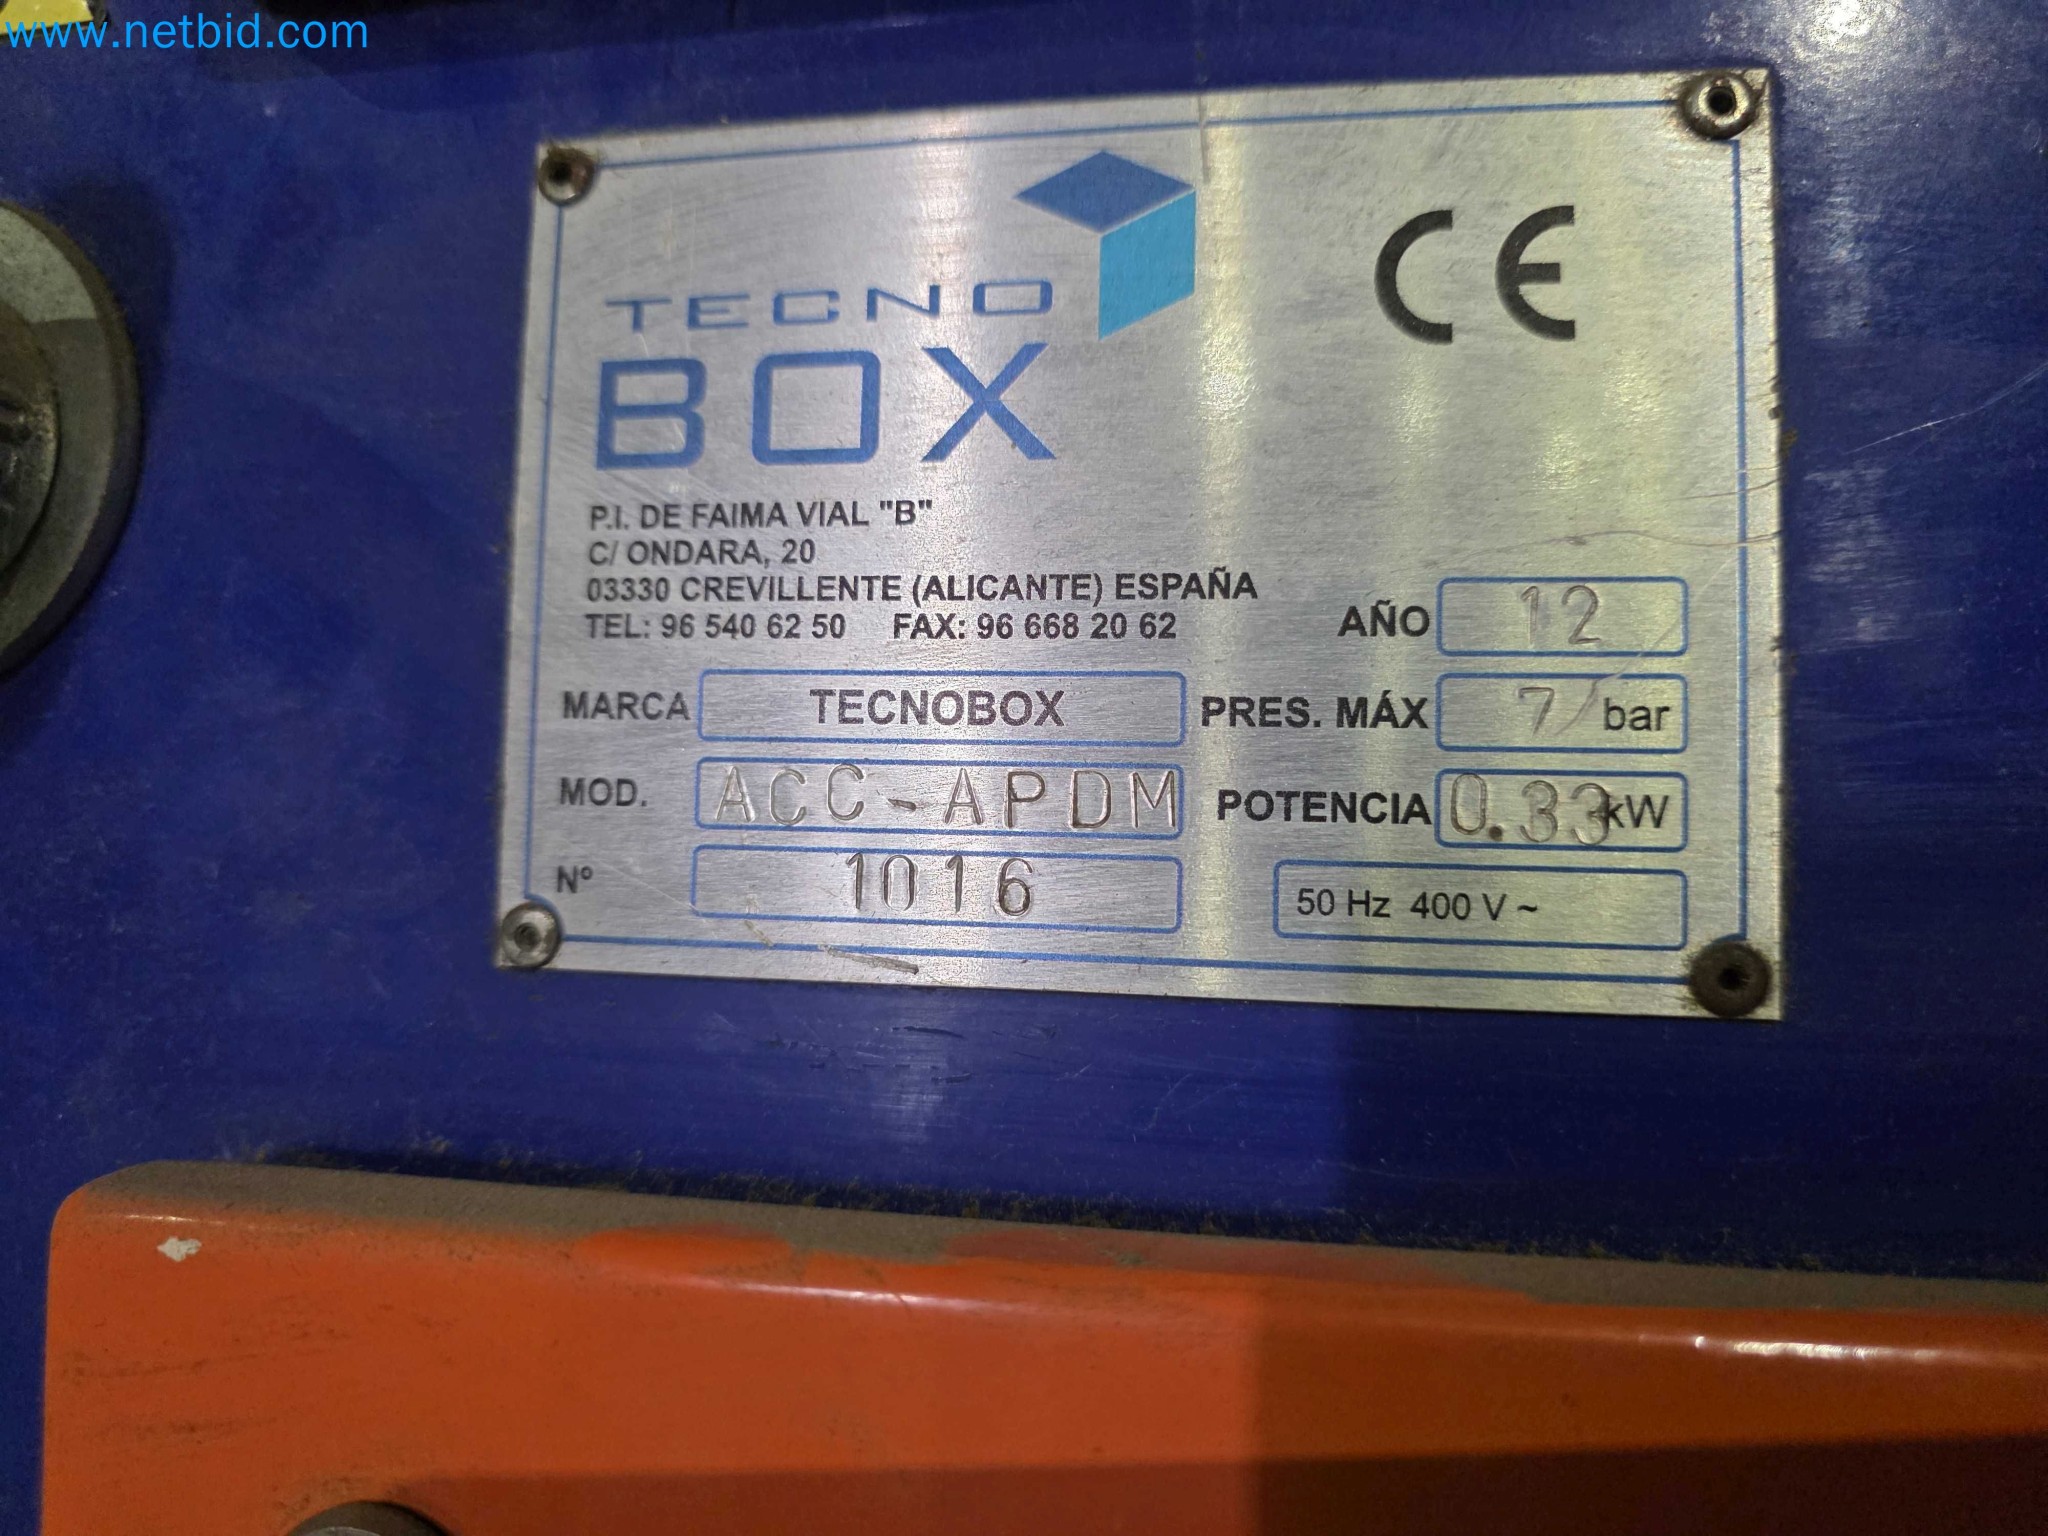 www.netbid.com
TECNO
BOX
CE
P.I. DE FAIMA VIAL "B"
C/ ONDARA, 20
03330 CREVILLENTE (ALICANTE) ESPAÑA
TEL: 96 540 62 50 FAX: 96 668 20 62
AÑO 12
MARCA TECNOBOX PRES. MÁX 7 bar
MOD. ACC-APDM POTENCIA 0.33 kW
Nº 1016 50 Hz 400 V ~